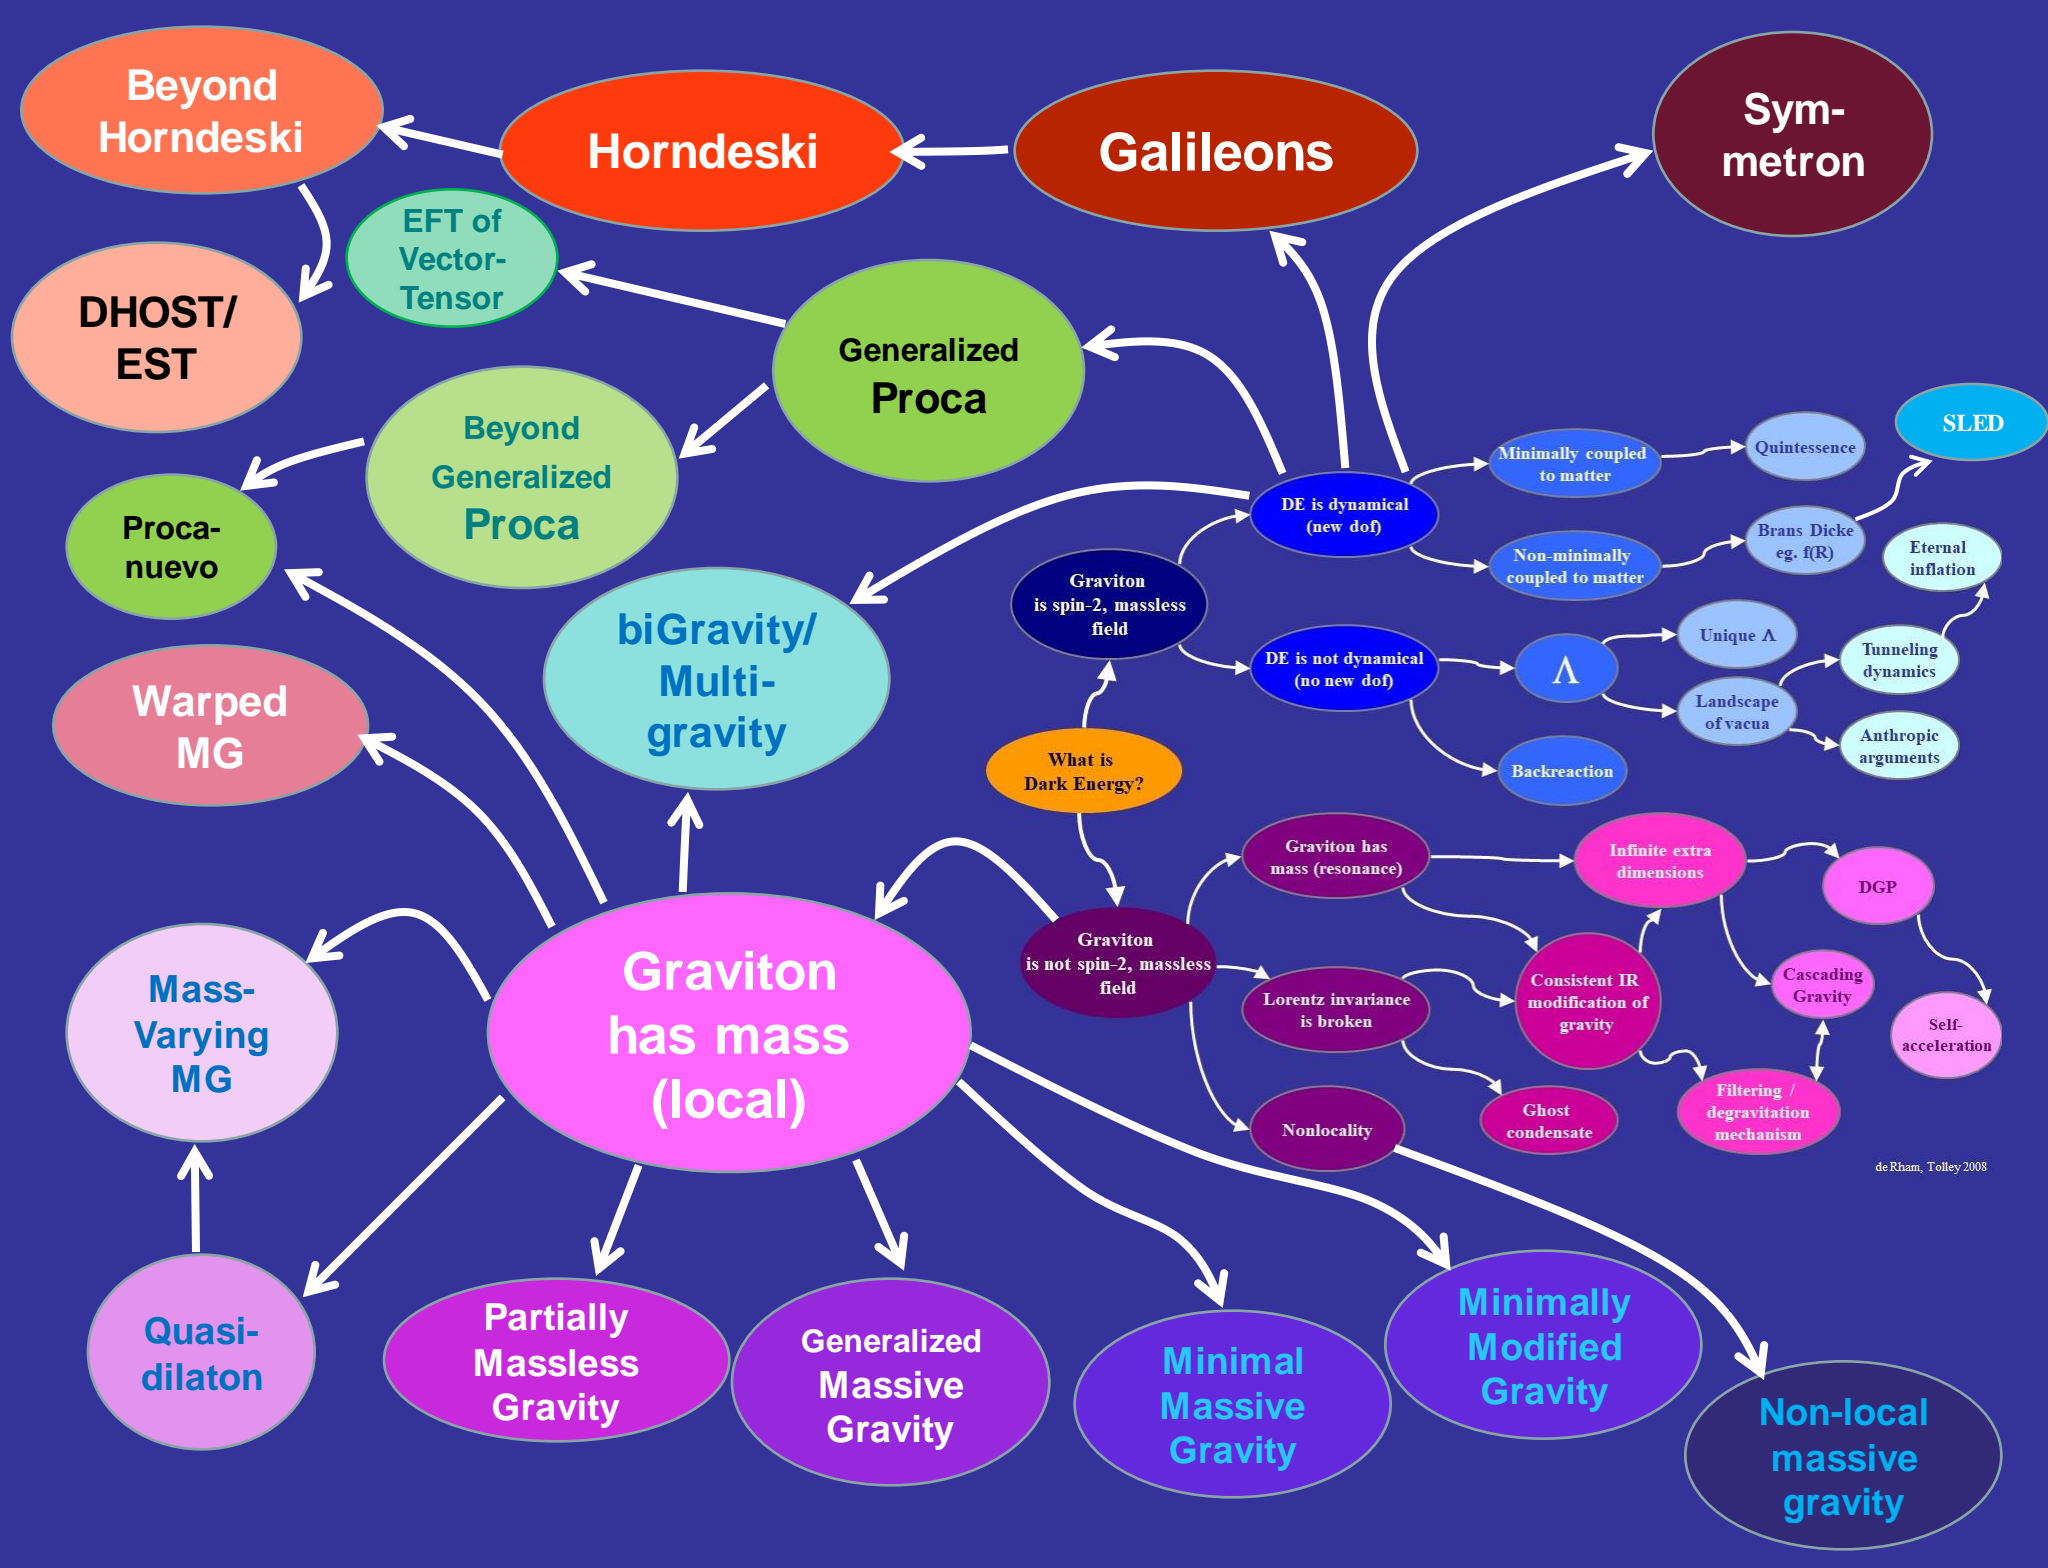 Beyond
Horndeski
Horndeski
Galileons
Sym-
metron
EFT of
Vector-
Tensor
DHOST/
EST
Generalized
Proca
Beyond
Generalized
Proca
Proca-
nuevo
Warped
MG
biGravity/
Multi-
gravity
Mass-
Varying
MG
Quasi-
dilaton
Graviton
has mass
(local)
Partially
Massless
Gravity
Generalized
Massive
Gravity
Minimal
Massive
Gravity
Minimally
Modified
Gravity
Non-local
massive
gravity
What is
Dark Energy?
Graviton
is spin-2, massless
field
DE is dynamical
(new dof)
Minimally coupled
to matter
Quintessence
SLED
Non-minimally
coupled to matter
Brans Dicke
eg. f(R)
Eternal
inflation
DE is not dynamical
(no new dof)
Λ
Unique Λ
Landscape
of vacua
Tunneling
dynamics
Anthropic
arguments
Backreaction
Graviton
is not spin-2, massless
field
Graviton has
mass (resonance)
Infinite extra
dimensions
DGP
Lorentz invariance
is broken
Consistent IR
modification of
gravity
Cascading
Gravity
Self-
acceleration
Nonlocality
Ghost
condensate
Filtering /
degravitation
mechanism
de Rham, Tolley 2008